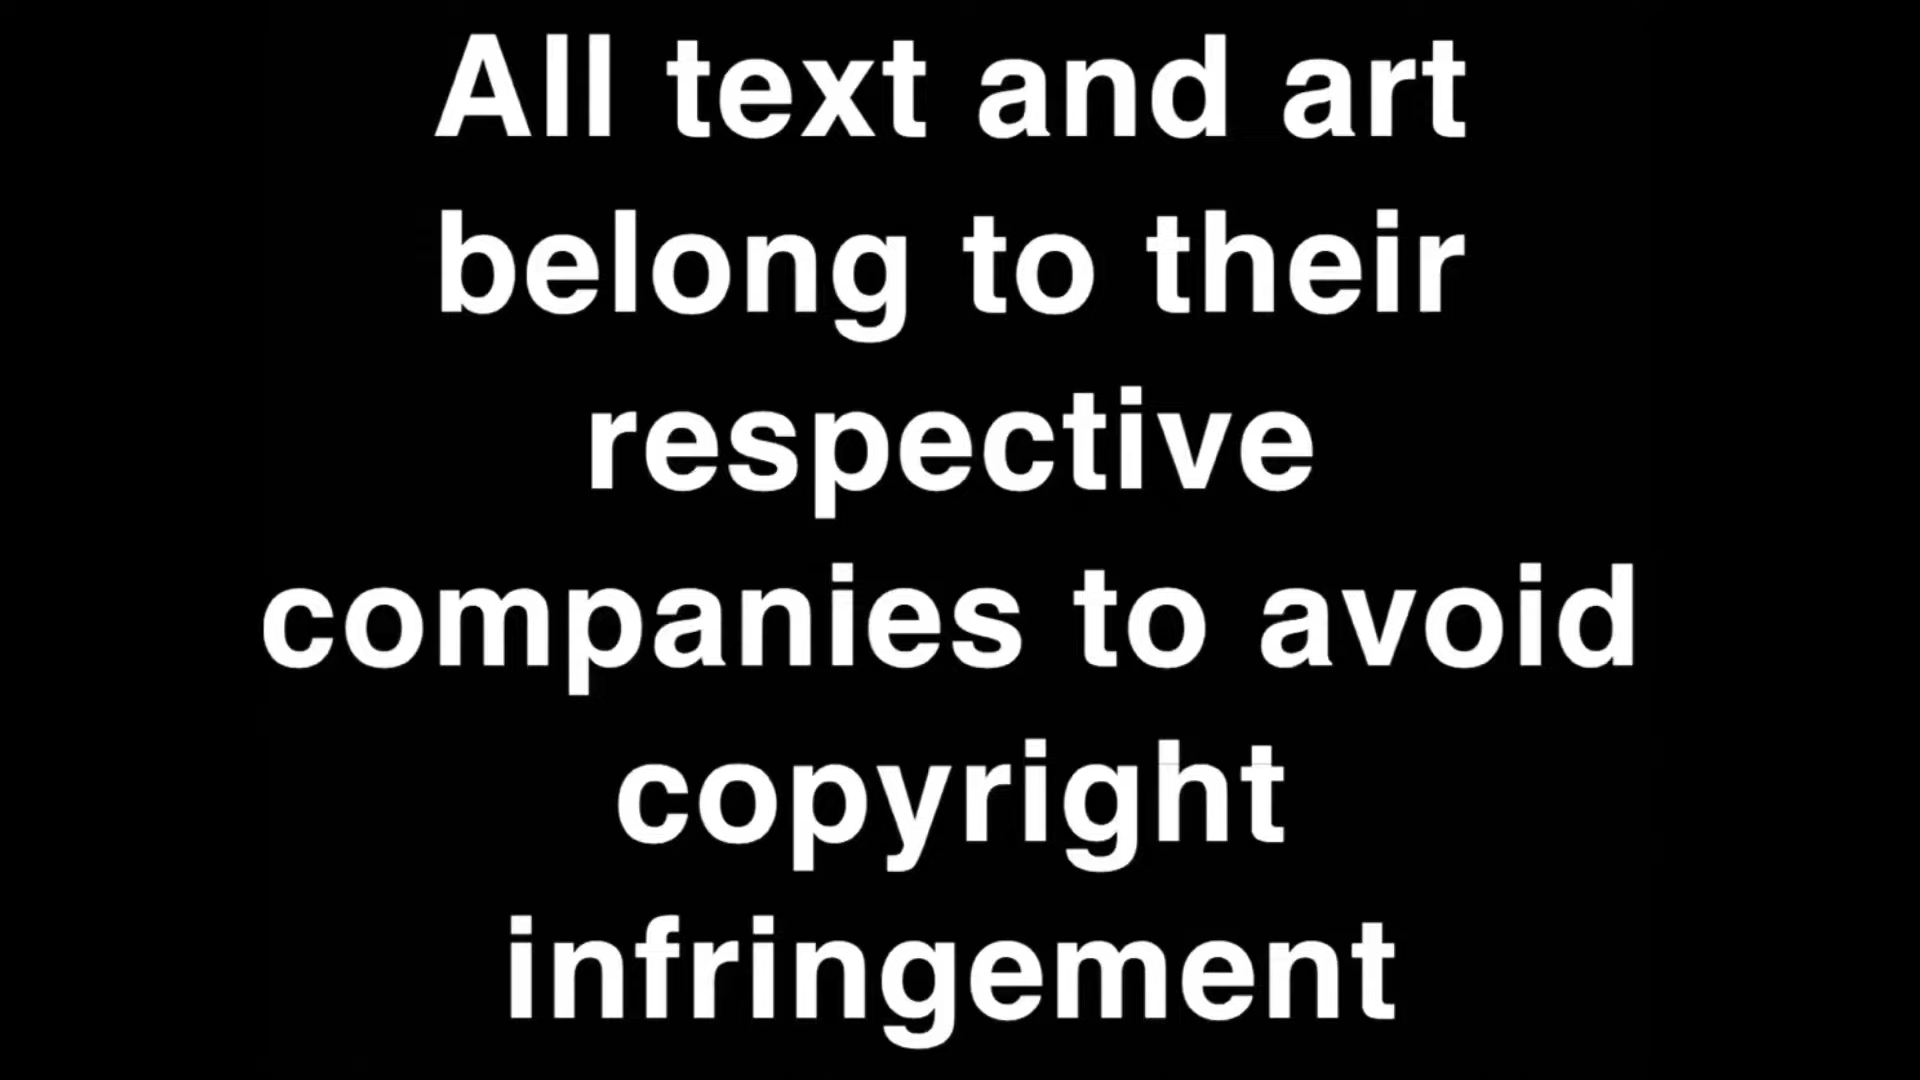 All text and art
belong to their
respective
companies to avoid
copyright
infringement